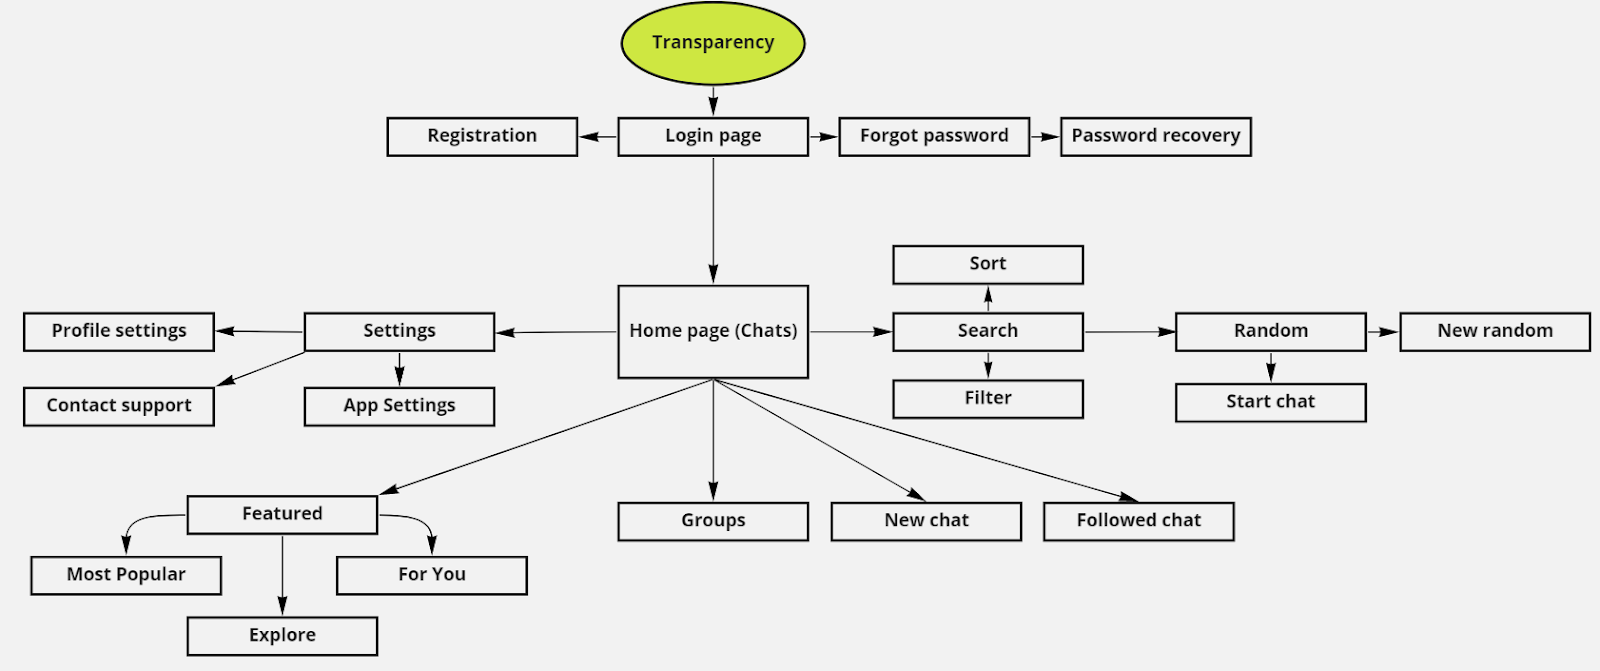 Transparency
Registration
Login page
Forgot password
Password recovery
Sort
Profile settings
Settings
Home page (Chats)
Search
Random
New random
Contact support
App Settings
Filter
Start chat
Featured
Groups
New chat
Followed chat
Most Popular
For You
Explore